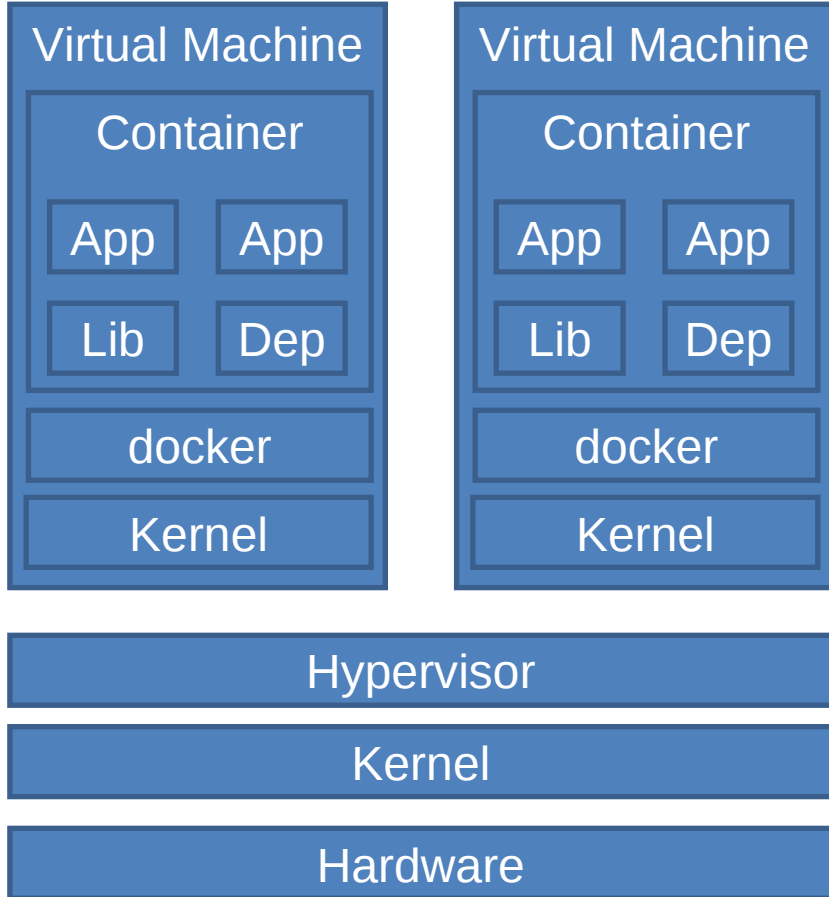 Virtual Machine
Container
App App
Lib Dep
docker
Kernel
Virtual Machine
Container
App App
Lib Dep
docker
Kernel
Hypervisor
Kernel
Hardware